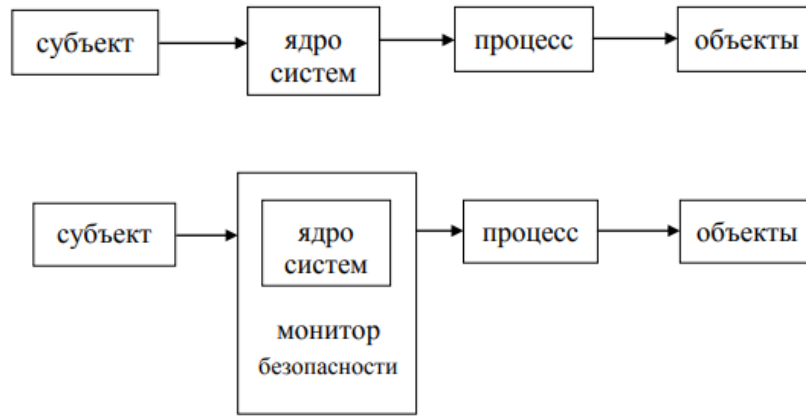 субъект
ядро
систем
процесс
объекты
субъект
ядро
систем
монитор
безопасности
процесс
объекты